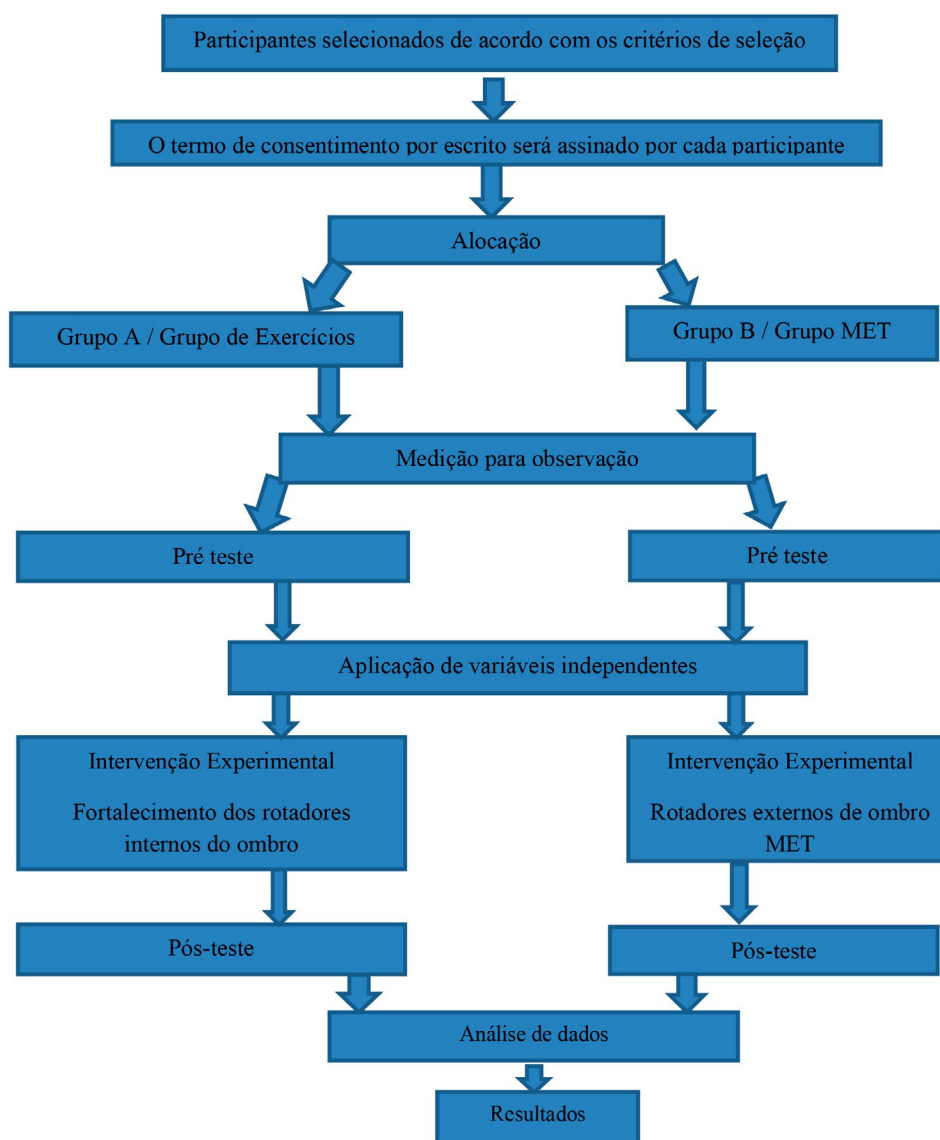 Participantes selecionados de acordo com os critérios de seleção
O termo de consentimento por escrito será assinado por cada participante
Alocação
Grupo A / Grupo de Exercícios
Grupo B / Grupo MET
Medição para observação
Pré teste
Pré teste
Aplicação de variáveis independentes
Intervenção Experimental
Fortalecimento dos rotadores
internos do ombro
Intervenção Experimental
Rotadores externos de ombro
MET
Pós-teste
Pós-teste
Análise de dados
Resultados